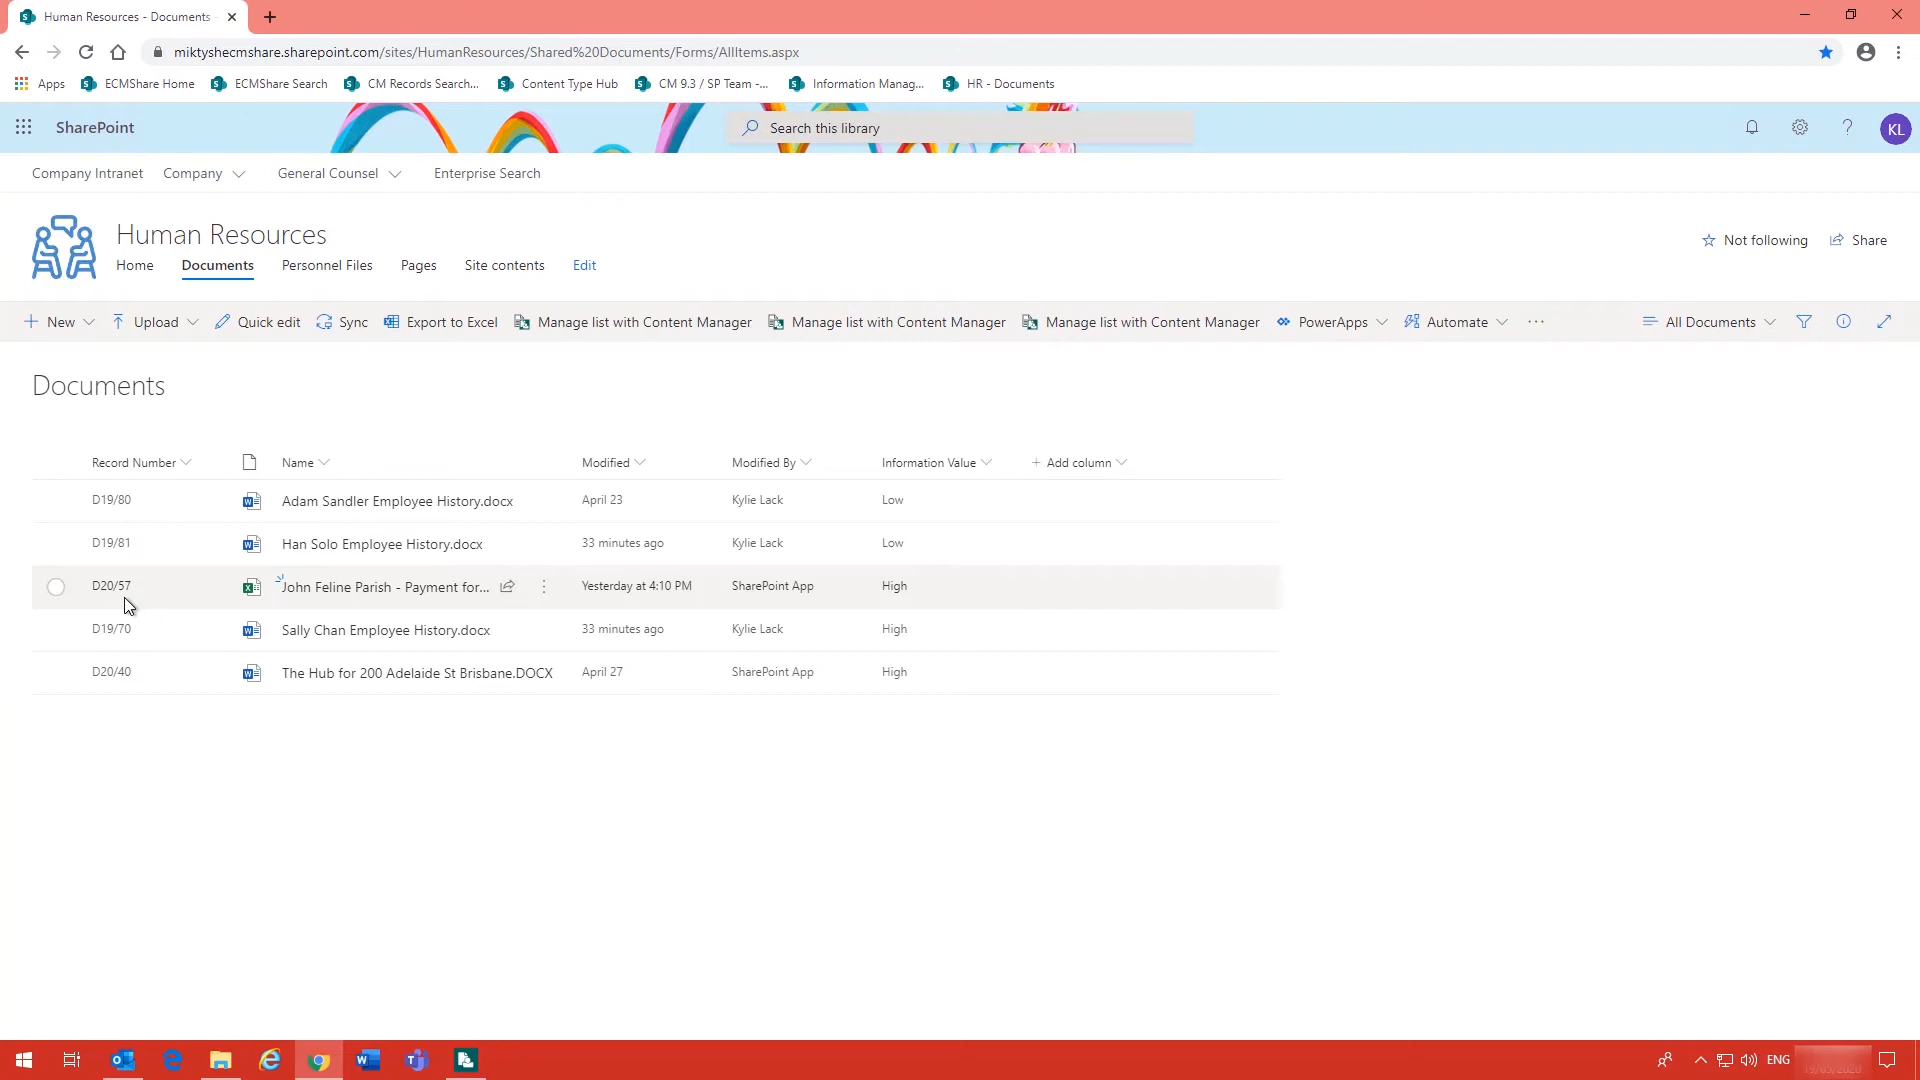 Human Resources - Documents
miktyshecmshare.sharepoint.com/sites/HumanResources/Shared%20Documents/Forms/AllItems.aspx
Apps ECMShare Home ECMShare Search CM Records Search... Content Type Hub CM 9.3 / SP Team -... Information Manag... HR - Documents
SharePoint Search this library ? KL
Company Intranet Company General Counsel Enterprise Search
Human Resources
Not following Share
Home Documents Personnel Files Pages Site contents Edit
+ New Upload Quick edit Sync Export to Excel Manage list with Content Manager Manage list with Content Manager Manage list with Content Manager PowerApps Automate ... All Documents
Documents
Record Number Name Modified Modified By Information Value + Add column
D19/80 Adam Sandler Employee History.docx April 23 Kylie Lack Low
D19/81 Han Solo Employee History.docx 33 minutes ago Kylie Lack Low
D20/57 John Feline Parish - Payment for... Yesterday at 4:10 PM SharePoint App High
D19/70 Sally Chan Employee History.docx 33 minutes ago Kylie Lack High
D20/40 The Hub for 200 Adelaide St Brisbane.DOCX April 27 SharePoint App High
ENG